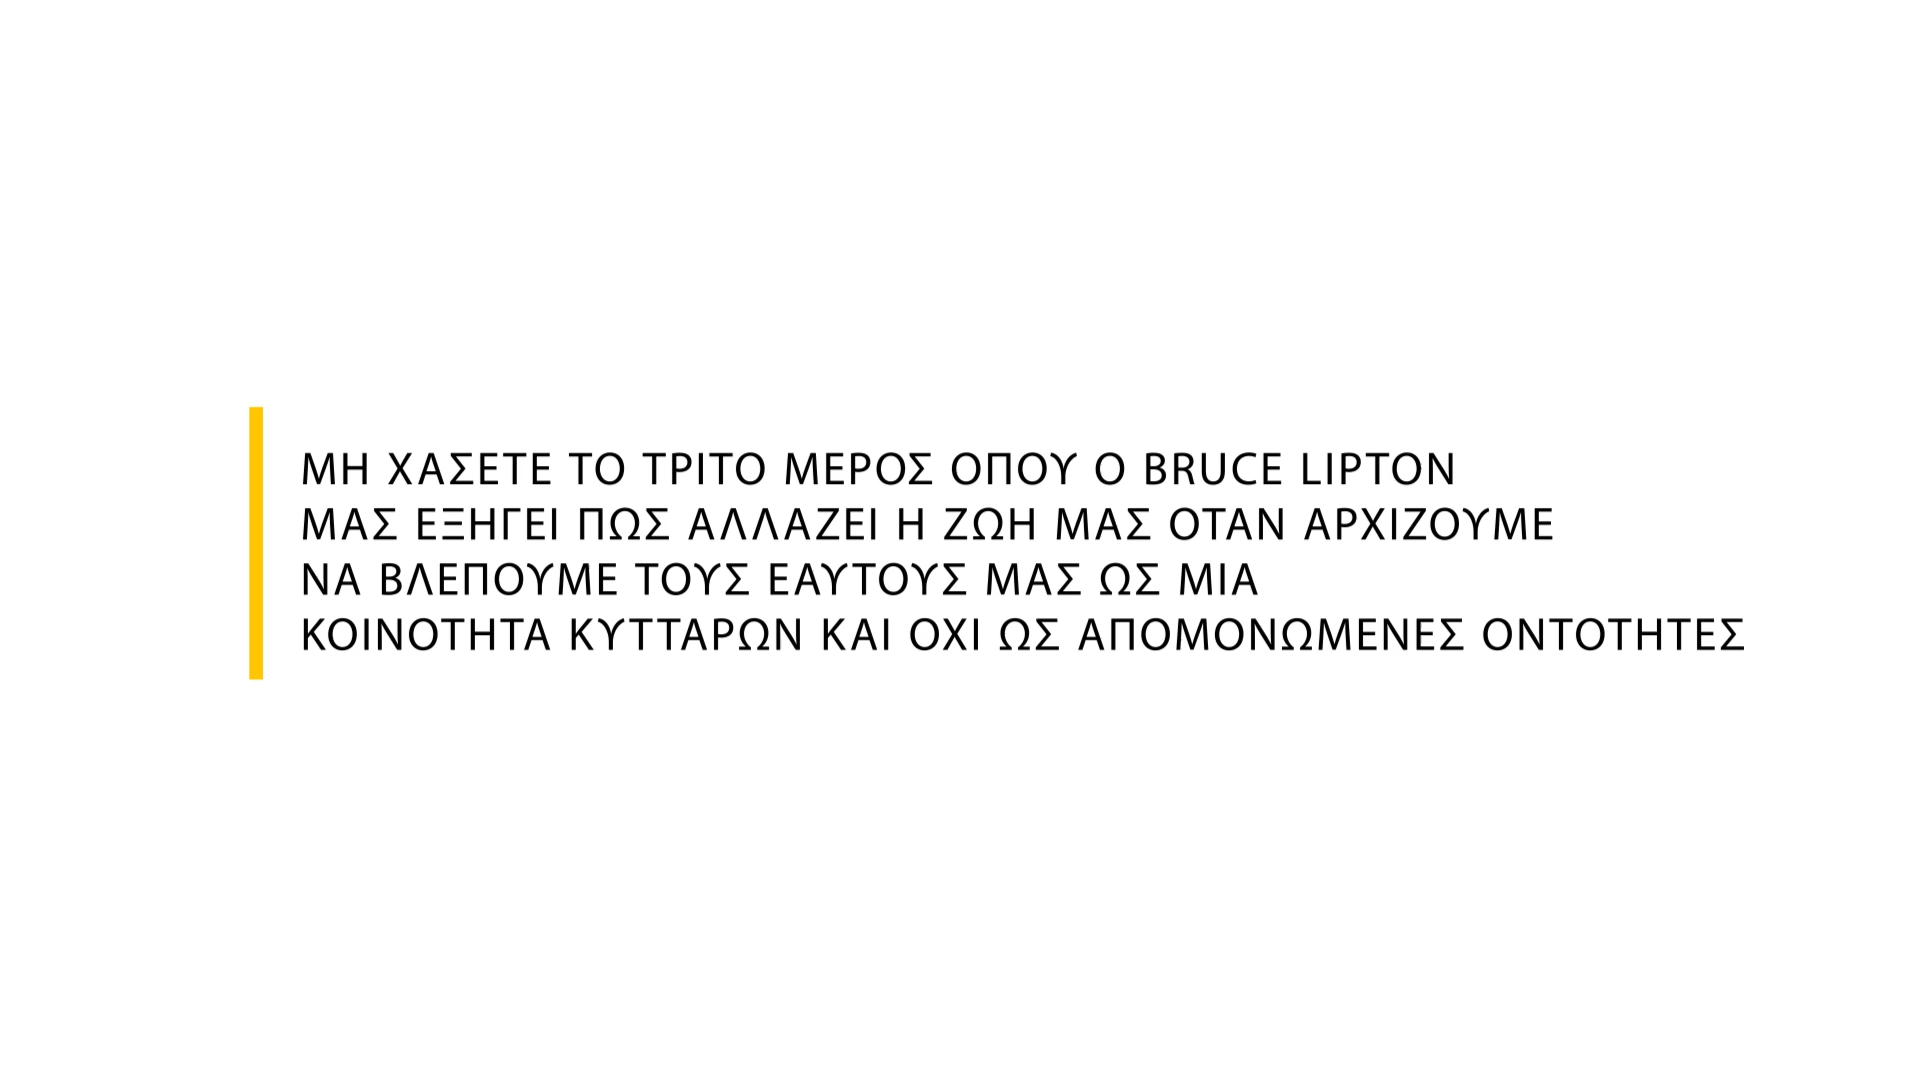 ΜΗ ΧΑΣΕΤΕ ΤΟ ΤΡΙΤΟ ΜΕΡΟΣ ΟΠΟΥ Ο BRUCE LIPTON
ΜΑΣ ΕΞΗΓΕΙ ΠΩΣ ΑΛΛΑΖΕΙ Η ΖΩΗ ΜΑΣ ΟΤΑΝ ΑΡΧΙΖΟΥΜΕ
ΝΑ ΒΛΕΠΟΥΜΕ ΤΟΥΣ ΕΑΥΤΟΥΣ ΜΑΣ ΩΣ ΜΙΑ
ΚΟΙΝΟΤΗΤΑ ΚΥΤΤΑΡΩΝ ΚΑΙ ΟΧΙ ΩΣ ΑΠΟΜΟΝΩΜΕΝΕΣ ΟΝΤΟΤΗΤΕΣ